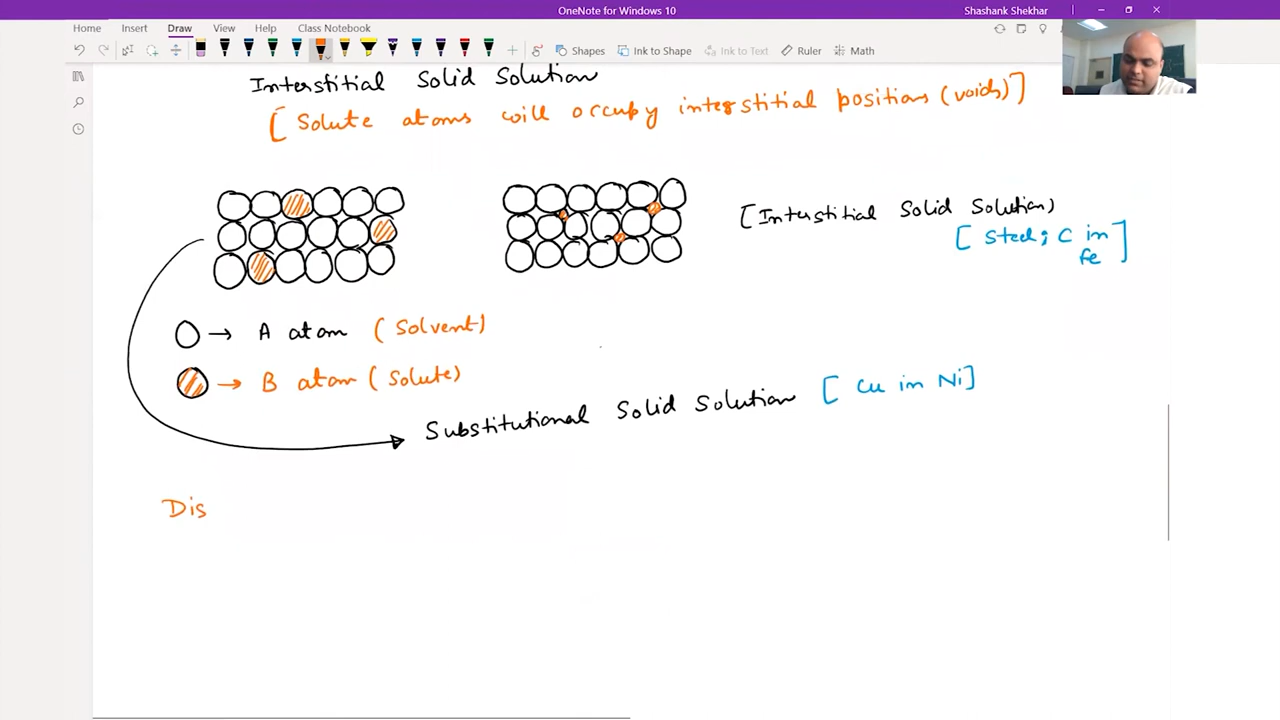 OneNote for Windows 10
Shashank Shekhar
Home Insert Draw View Help Class Notebook
Shapes Ink to Shape Ink to Text Ruler Math
Interstitial Solid Solution
[Solute atoms will occupy interstitial positions (voids)]
[Interstitial Solid Solution)
[Steel; C in Fe]
A atom (Solvent)
B atom (Solute)
Substitutional Solid Solution [Cu in Ni]
Dis